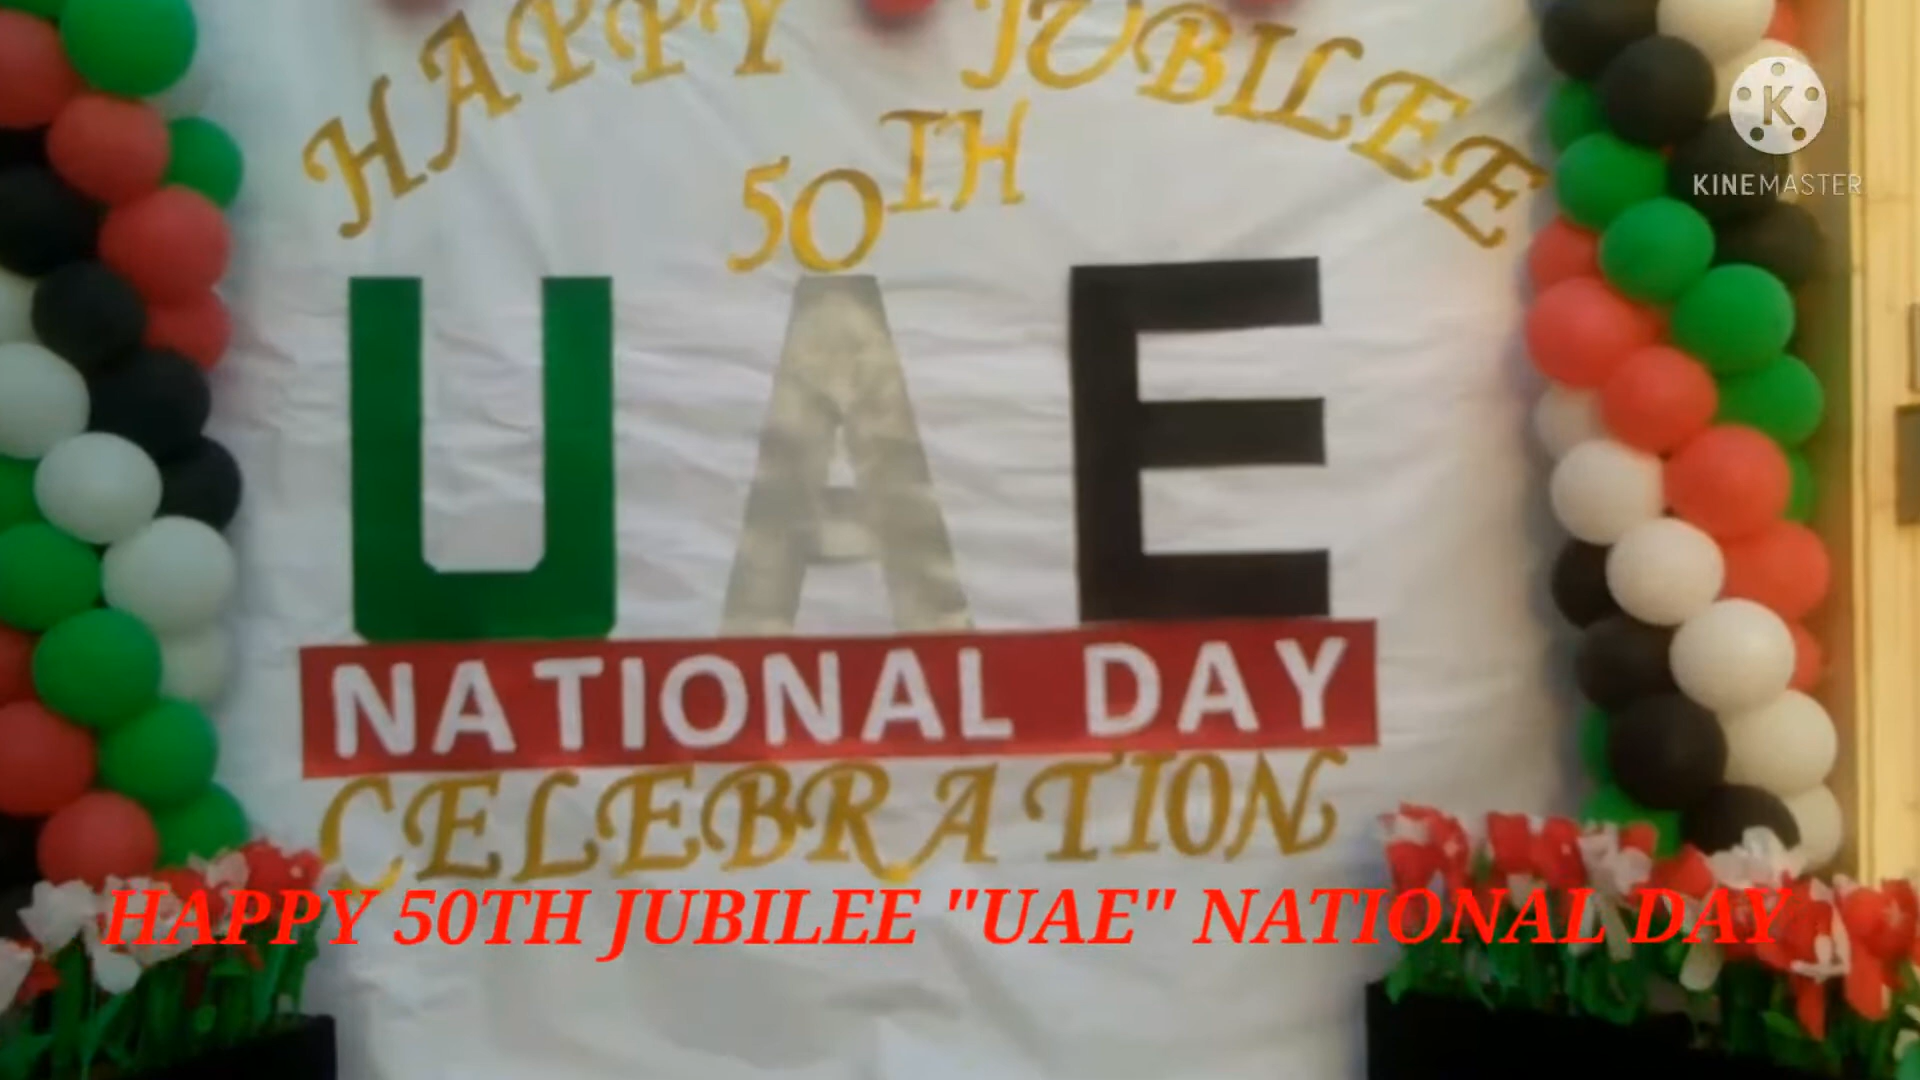 HAPPY JUBILEE
50TH
UAE
NATIONAL DAY
CELEBRATION
HAPPY 50TH JUBILEE "UAE" NATIONAL DAY
K
KINEMASTER